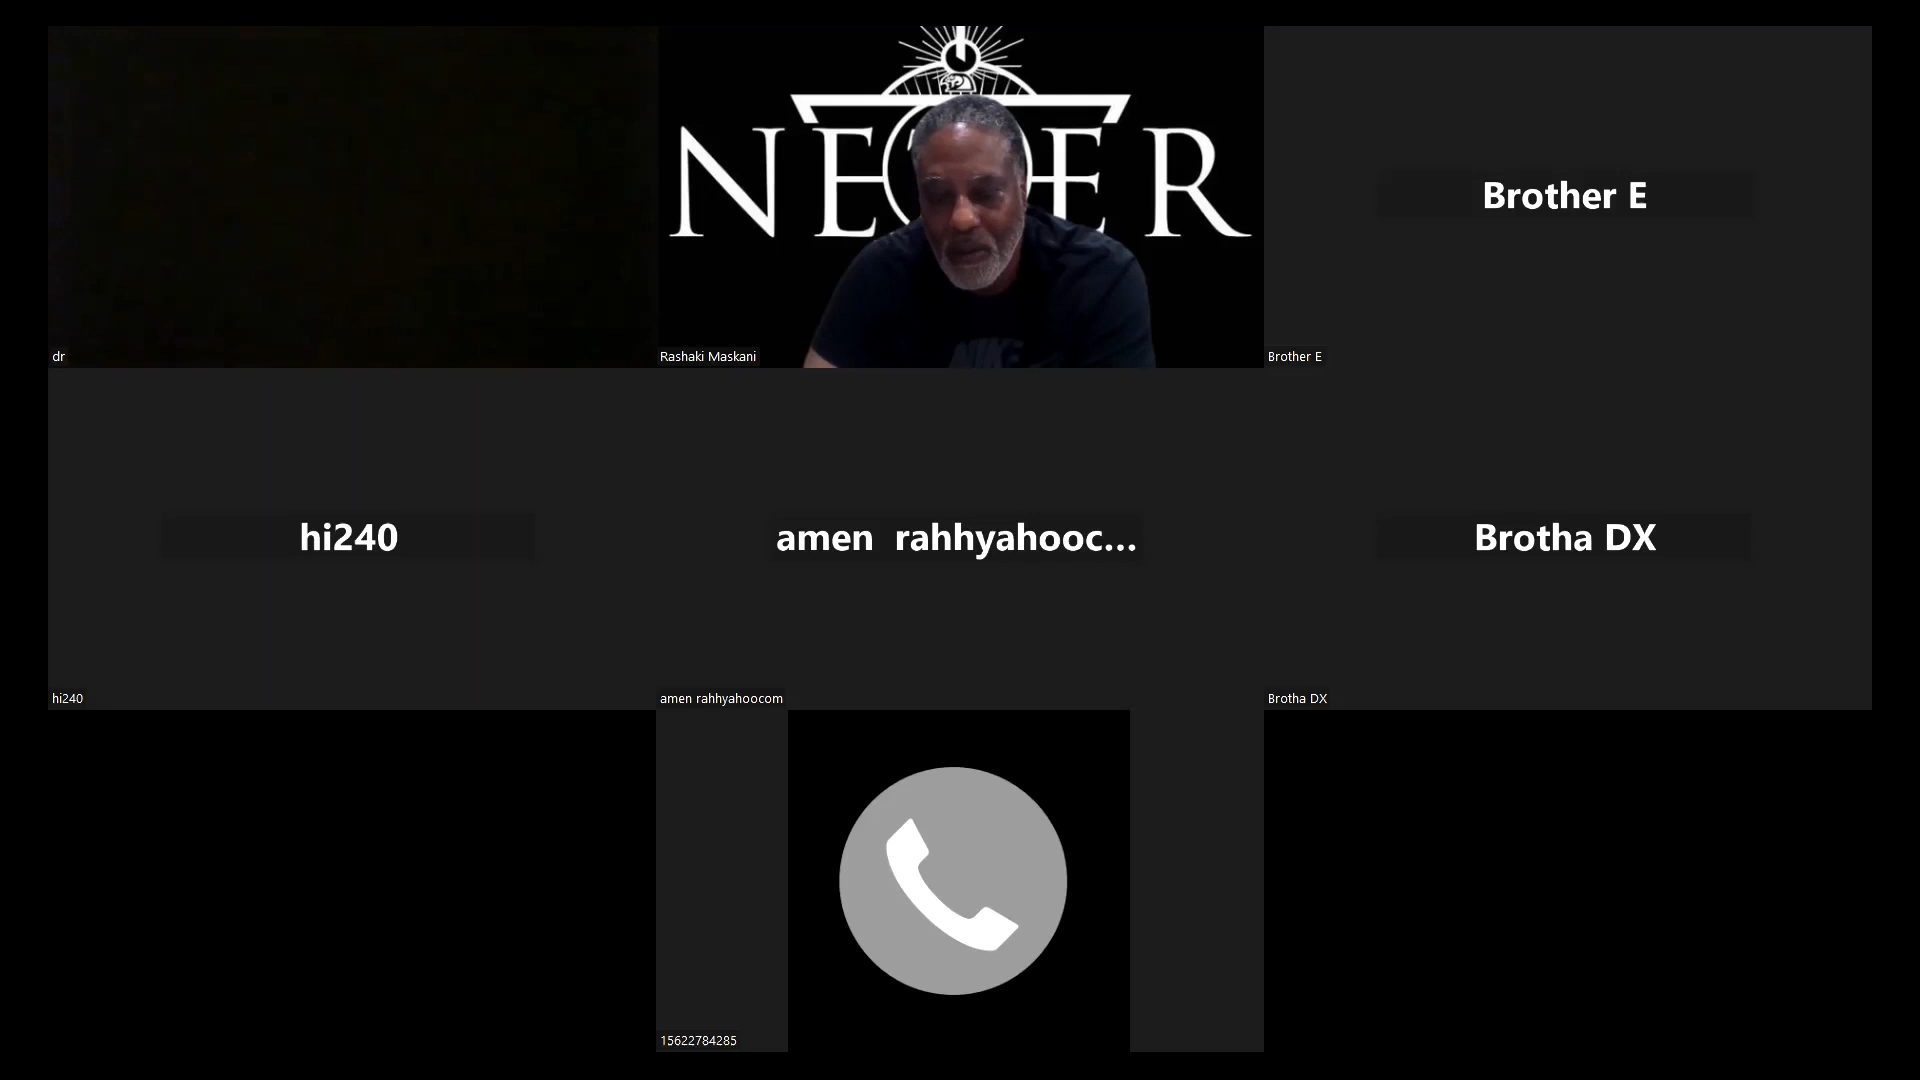 NETER
Brother E
dr
Rashaki Maskani
Brother E
hi240
amen rahhyahooc...
Brotha DX
hi240
amen rahhyahoocom
Brotha DX
15622784285